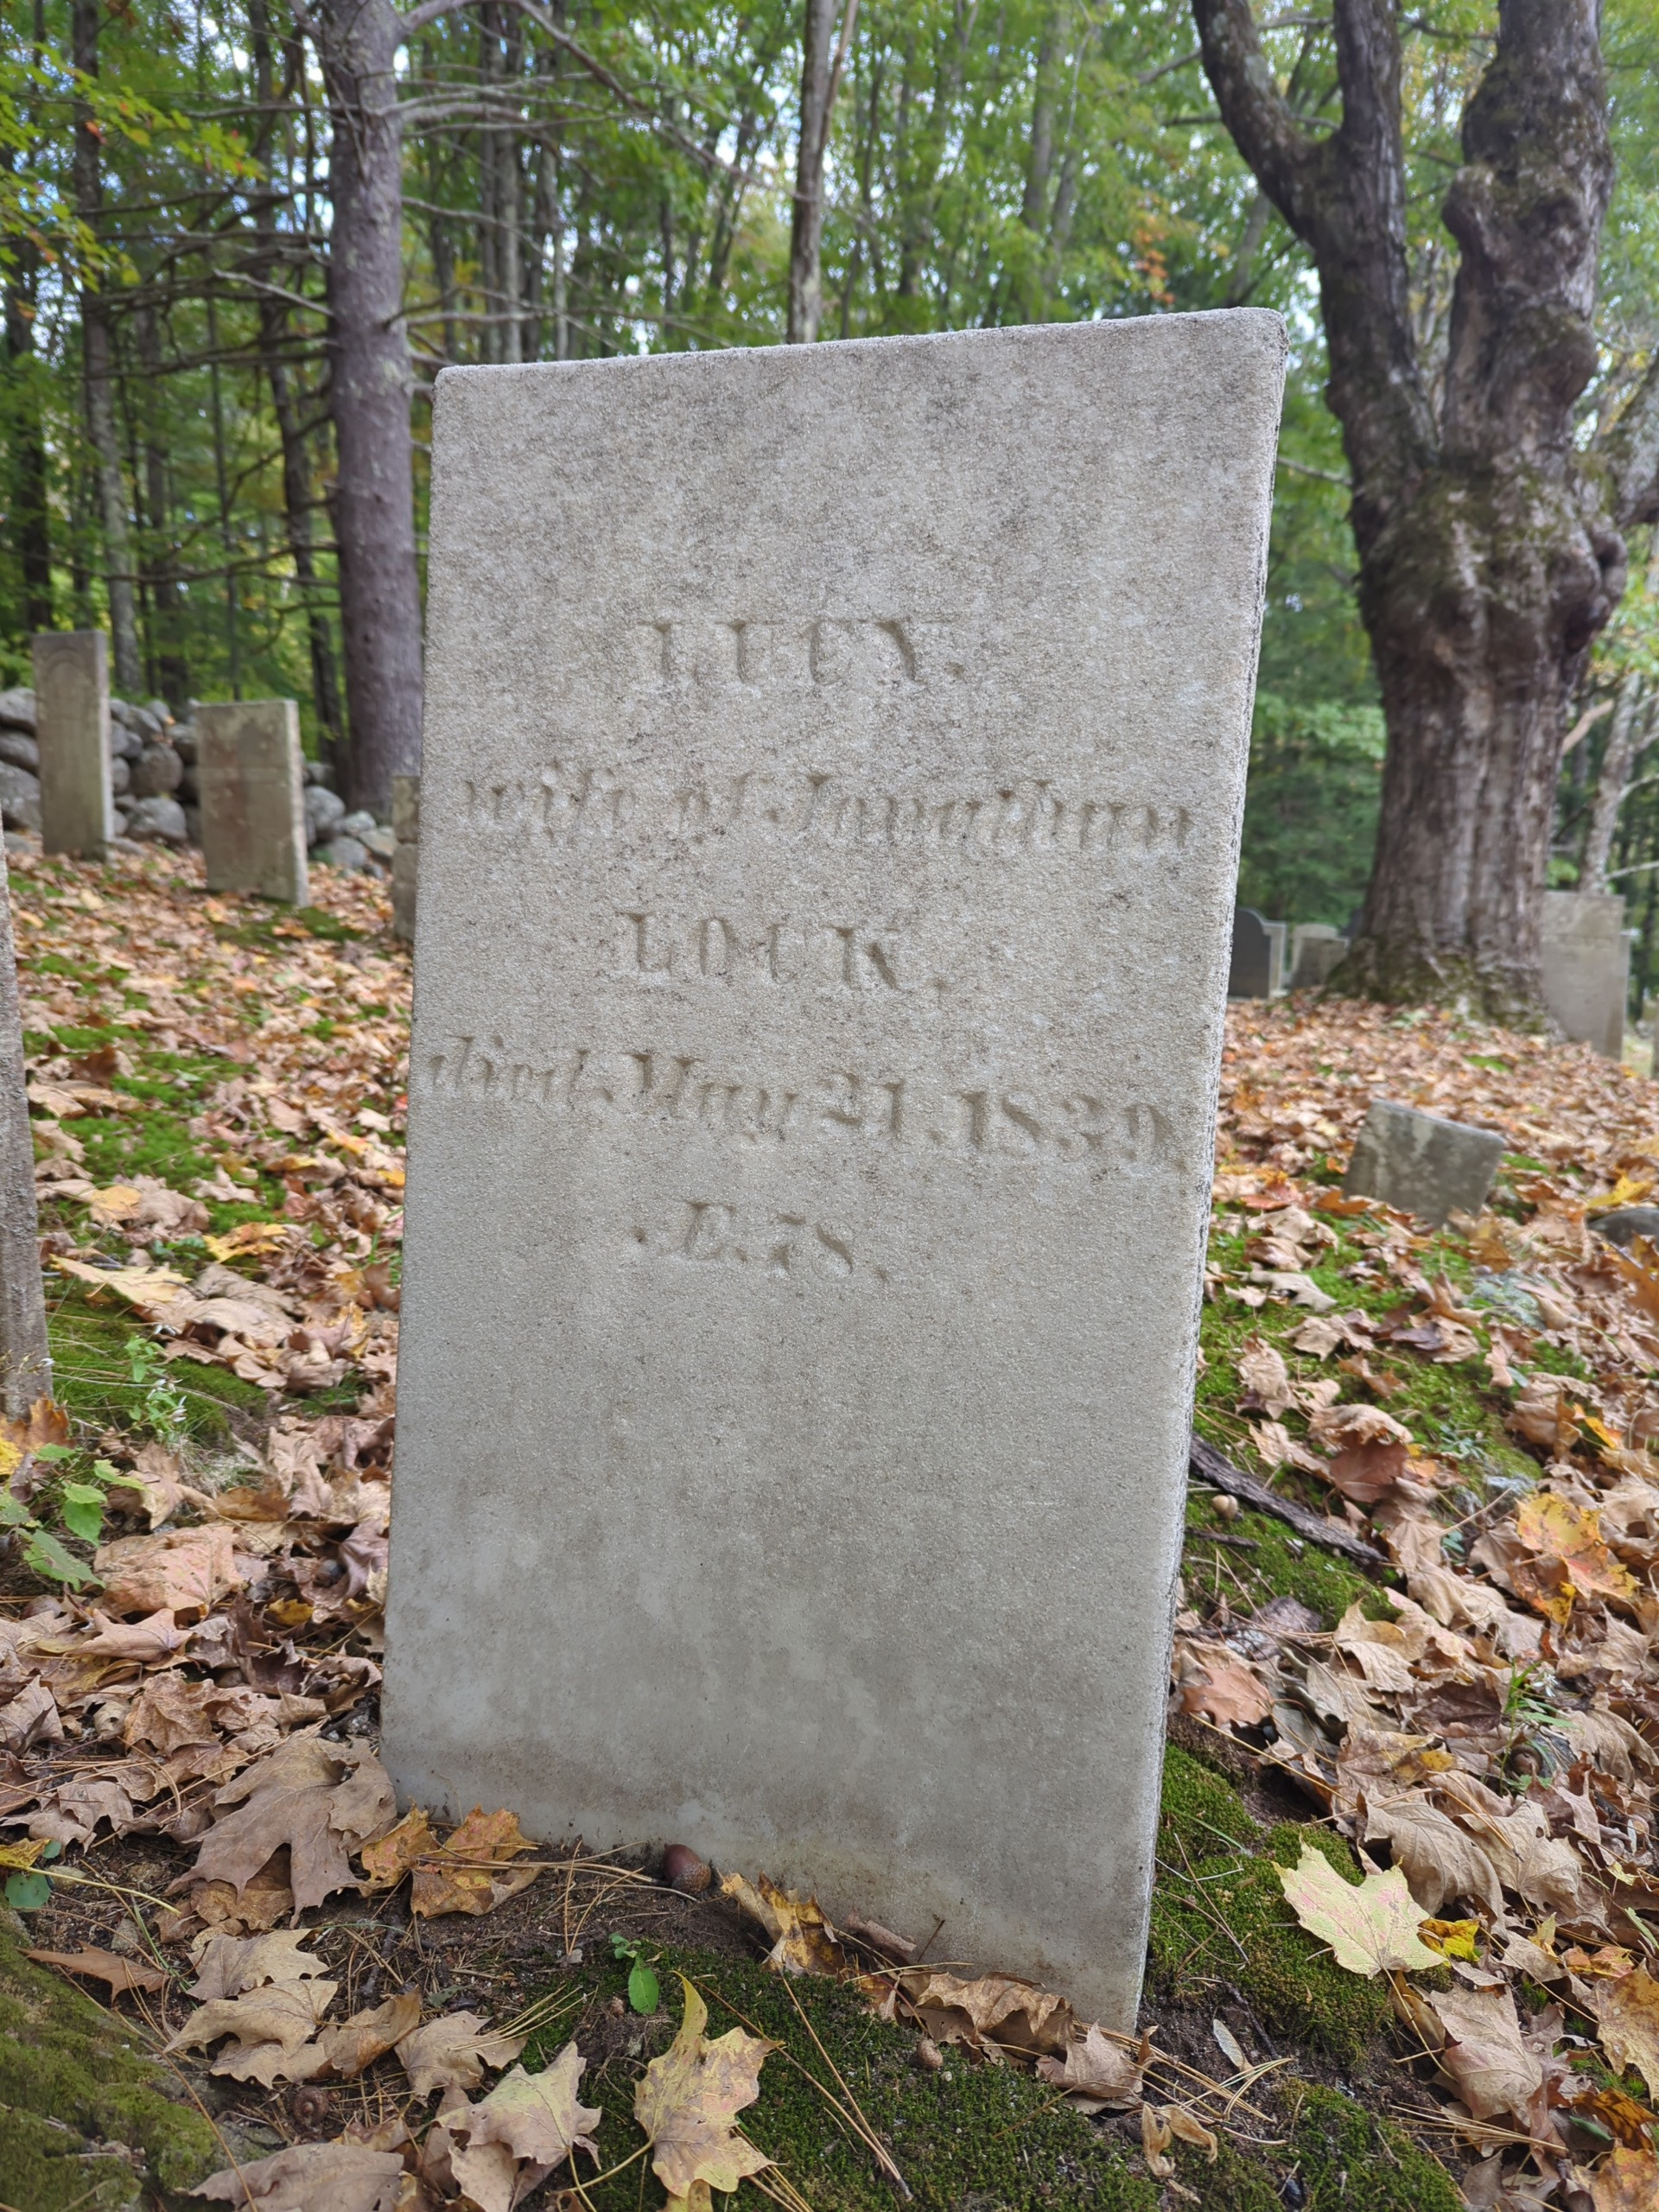 LUCY.
wife of Jonathan
LOCK,
died May 21, 1839,
Æ. 78.